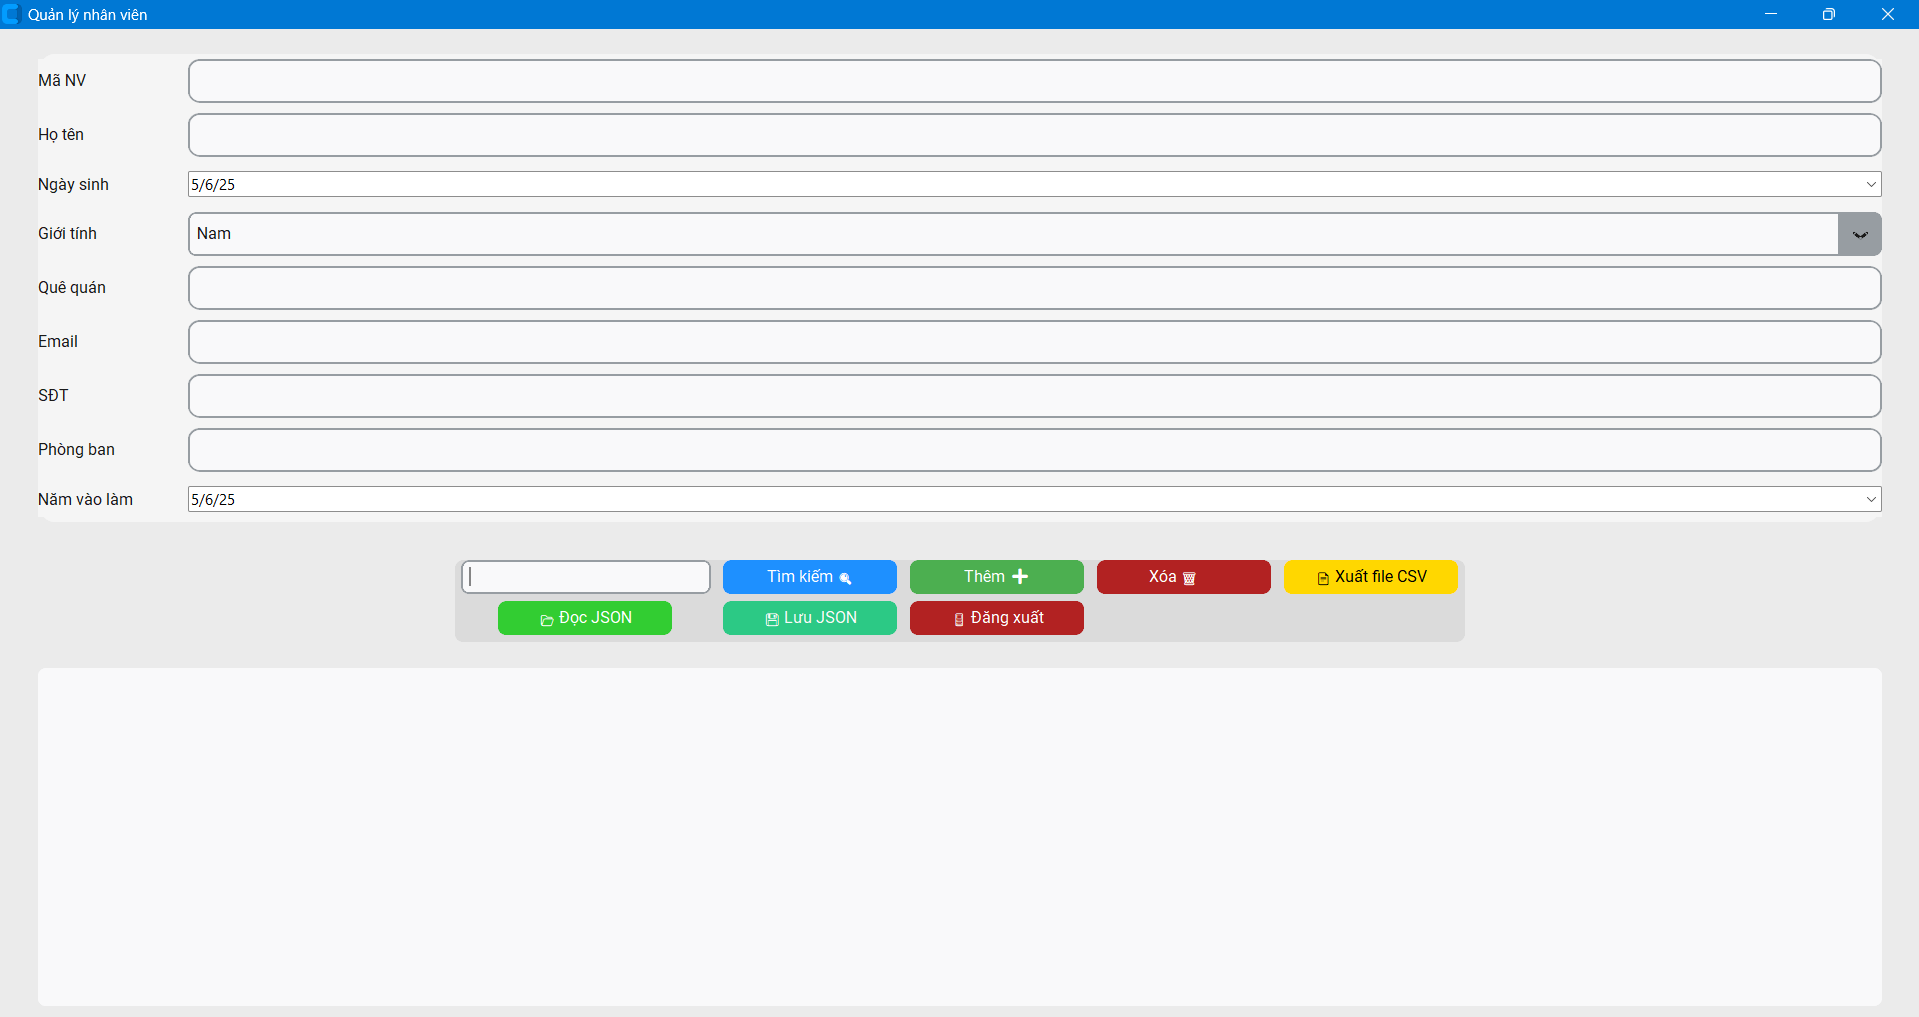 Quản lý nhân viên
Mã NV
Họ tên
Ngày sinh 5/6/25
Giới tính Nam
Quê quán
Email
SĐT
Phòng ban
Năm vào làm 5/6/25
Tìm kiếm Thêm Xóa Xuất file CSV
Đọc JSON Lưu JSON Đăng xuất